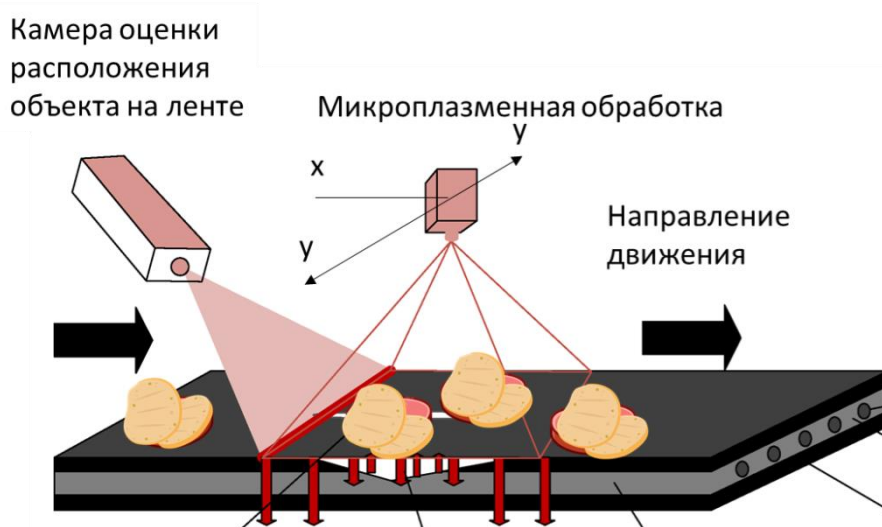 Камера оценки
расположения
объекта на ленте
Микроплазменная обработка
y
x
y
Направление
движения